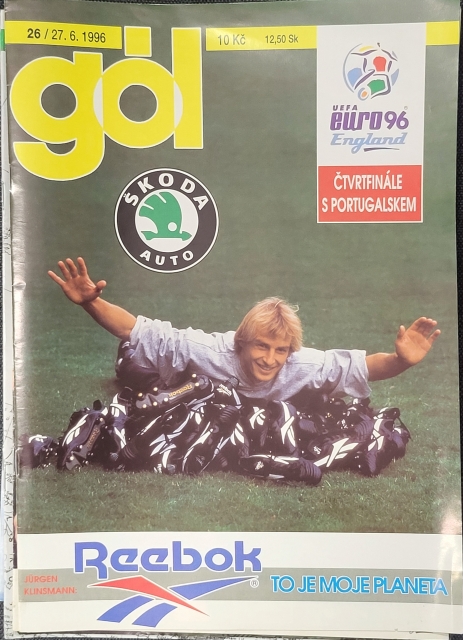 26 / 27. 6. 1996
10 Kč 12,50 Sk
gól
UEFA
euro96
England
ČTVRTFINÁLE
S PORTUGALSKEM
ŠKODA
AUTO
Reebok
JÜRGEN
KLINSMANN:
TO JE MOJE PLANETA